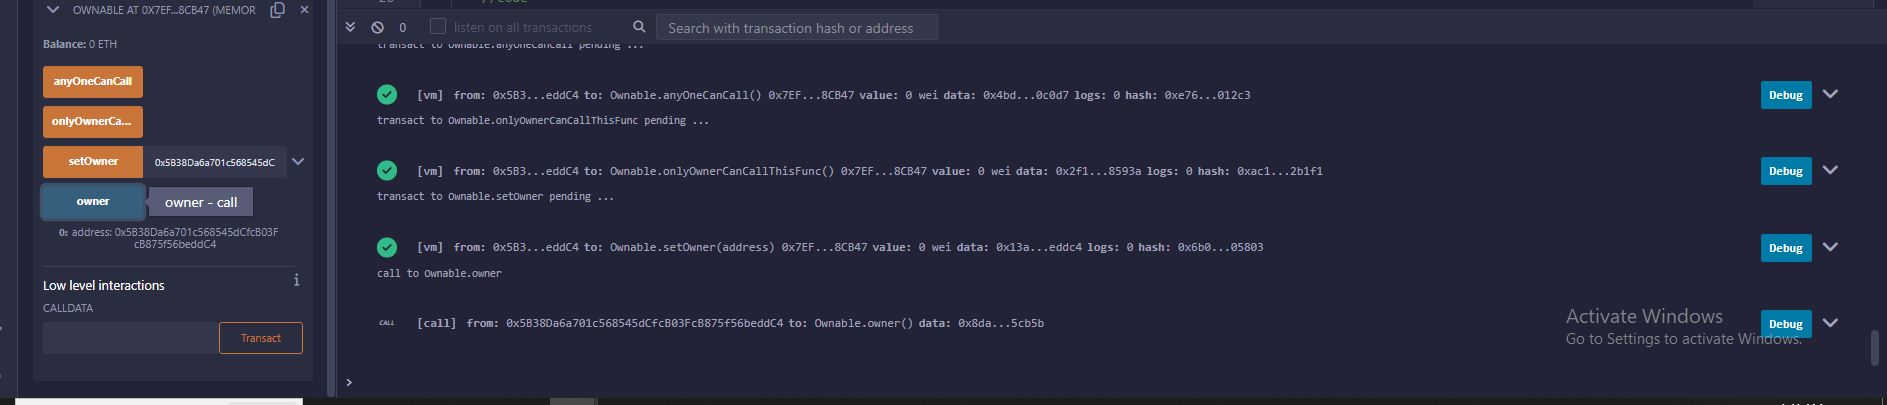 OWNABLE AT 0X7EF...8CB47 (MEMOR
Balance: 0 ETH
anyOneCanCall
onlyOwnerCa...
setOwner 0x5B38Da6a701c568545dC
owner owner - call
0: address: 0x5B38Da6a701c568545dCfcB03F
cB875f56beddC4
Low level interactions i
CALLDATA
Transact
//code
0 listen on all transactions Search with transaction hash or address
transact to Ownable.anyOneCanCall pending ...
[vm] from: 0x5B3...eddC4 to: Ownable.anyOneCanCall() 0x7EF...8CB47 value: 0 wei data: 0x4bd...0c0d7 logs: 0 hash: 0xe76...012c3 Debug
transact to Ownable.onlyOwnerCanCallThisFunc pending ...
[vm] from: 0x5B3...eddC4 to: Ownable.onlyOwnerCanCallThisFunc() 0x7EF...8CB47 value: 0 wei data: 0x2f1...8593a logs: 0 hash: 0xac1...2b1f1 Debug
transact to Ownable.setOwner pending ...
[vm] from: 0x5B3...eddC4 to: Ownable.setOwner(address) 0x7EF...8CB47 value: 0 wei data: 0x13a...eddc4 logs: 0 hash: 0x6b0...05803 Debug
call to Ownable.owner
CALL [call] from: 0x5B38Da6a701c568545dCfcB03FcB875f56beddC4 to: Ownable.owner() data: 0x8da...5cb5b Debug
>
Activate Windows
Go to Settings to activate Windows.